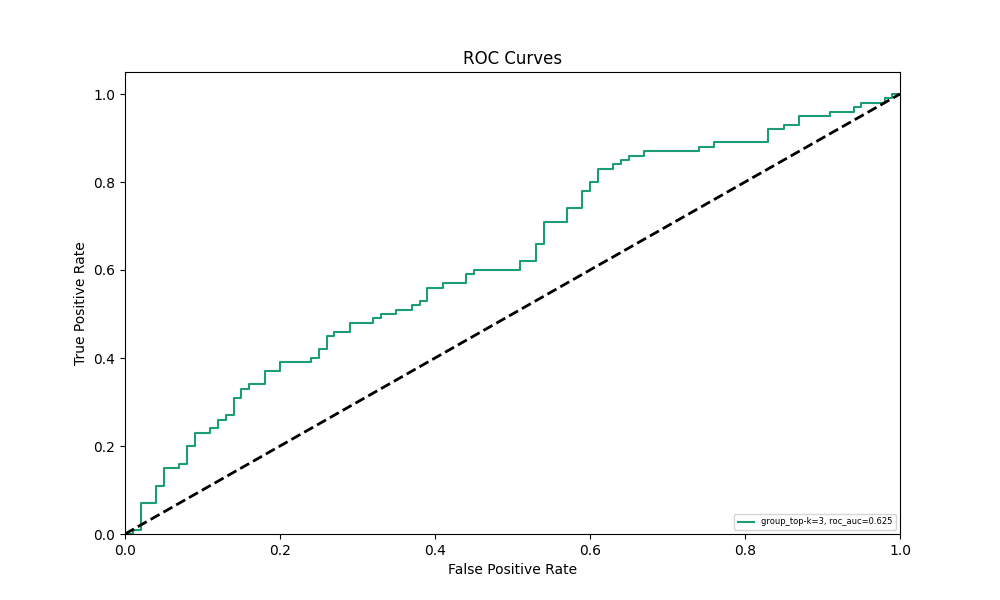 ROC Curves
True Positive Rate
1.0
0.8
0.6
0.4
0.2
0.0
0.0 0.2 0.4 0.6 0.8 1.0
False Positive Rate
group_top-k=3, roc_auc=0.625